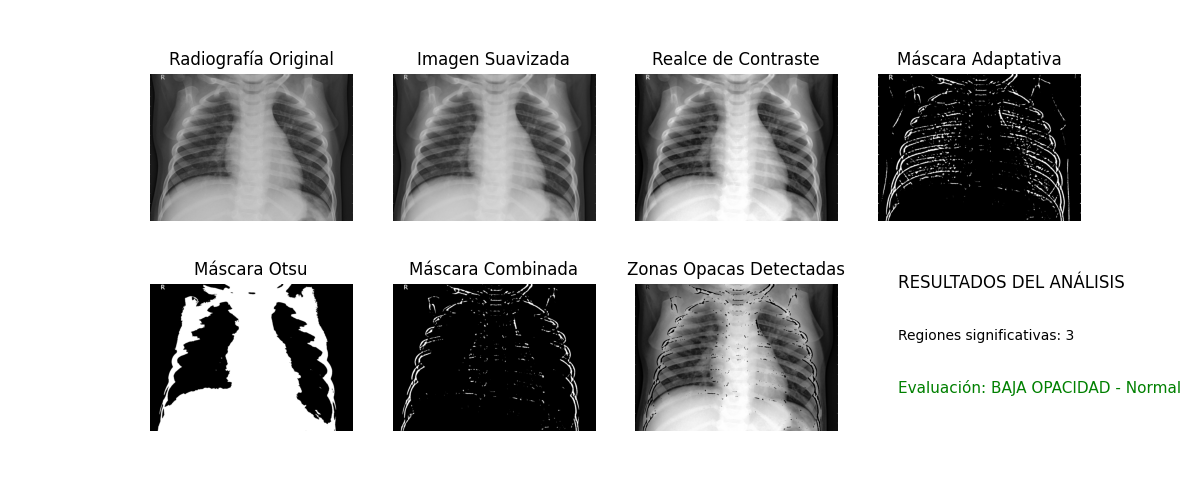 Radiografía Original
Imagen Suavizada
Realce de Contraste
Máscara Adaptativa
R
R
R
R
Máscara Otsu
Máscara Combinada
Zonas Opacas Detectadas
RESULTADOS DEL ANÁLISIS
R
R
R
Regiones significativas: 3
Evaluación: BAJA OPACIDAD - Normal